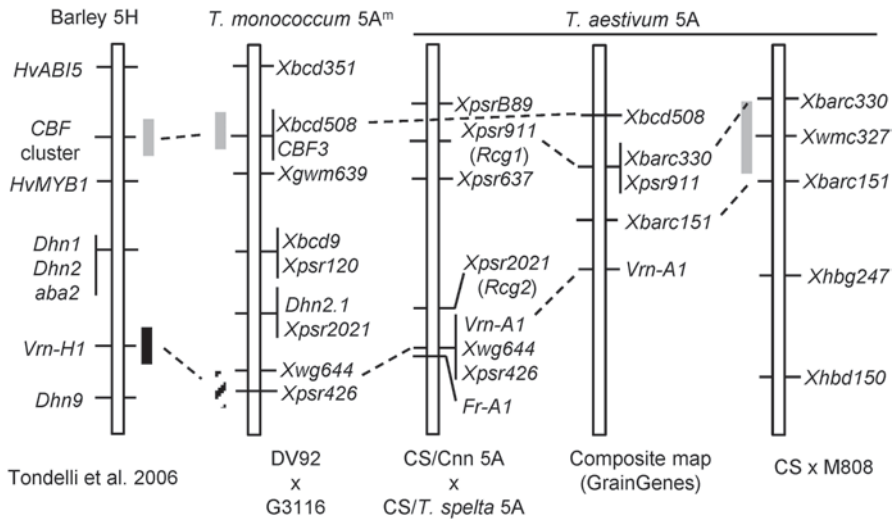 Barley 5H
T. monococcum 5Aᵐ
T. aestivum 5A
HvABI5
CBF
cluster
HvMYB1
Dhn1
Dhn2
aba2
Vrn-H1
Dhn9
Tondelli et al. 2006
Xbcd351
Xbcd508
CBF3
Xgwm639
Xbcd9
Xpsr120
Dhn2.1
Xpsr2021
Xwg644
Xpsr426
DV92
x
G3116
XpsrB89
Xpsr911
(Rcg1)
Xpsr637
Xpsr2021
(Rcg2)
Vrn-A1
Xwg644
Xpsr426
Fr-A1
CS/Cnn 5A
x
CS/T. spelta 5A
Xbcd508
Xbarc330
Xpsr911
Xbarc151
Vrn-A1
Composite map
(GrainGenes)
Xbarc330
Xwmc327
Xbarc151
Xhbg247
Xhbd150
CS x M808